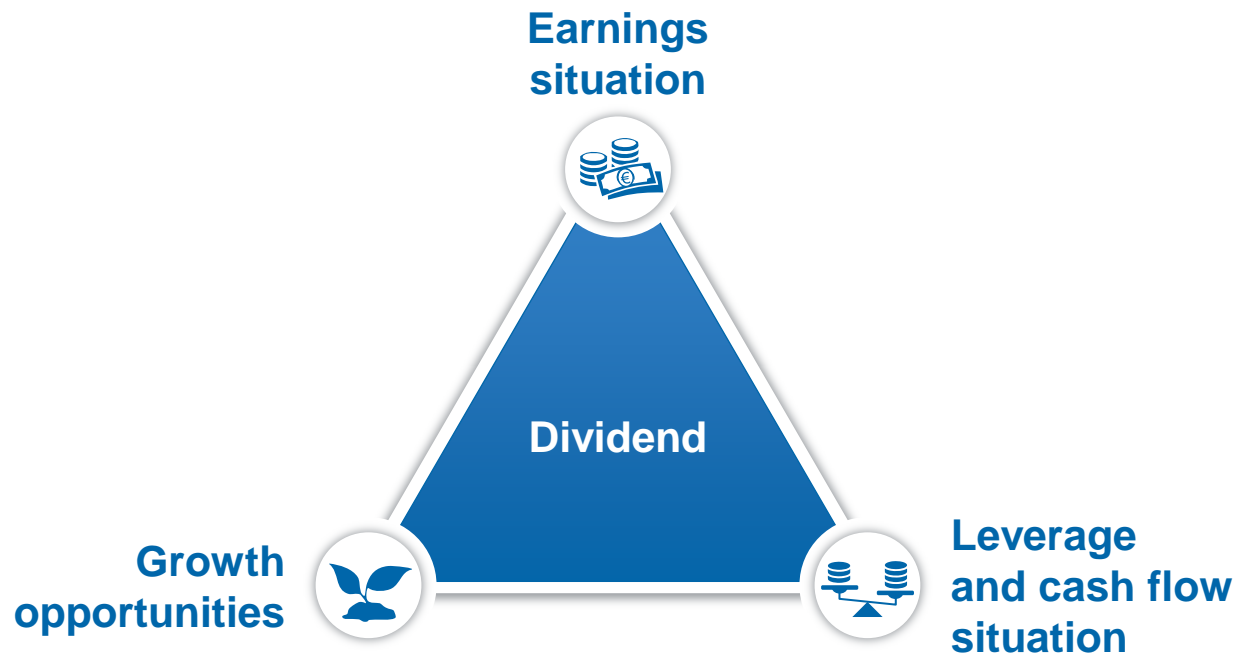 Earnings
situation
€
Dividend
Growth
opportunities
Leverage
and cash flow
situation